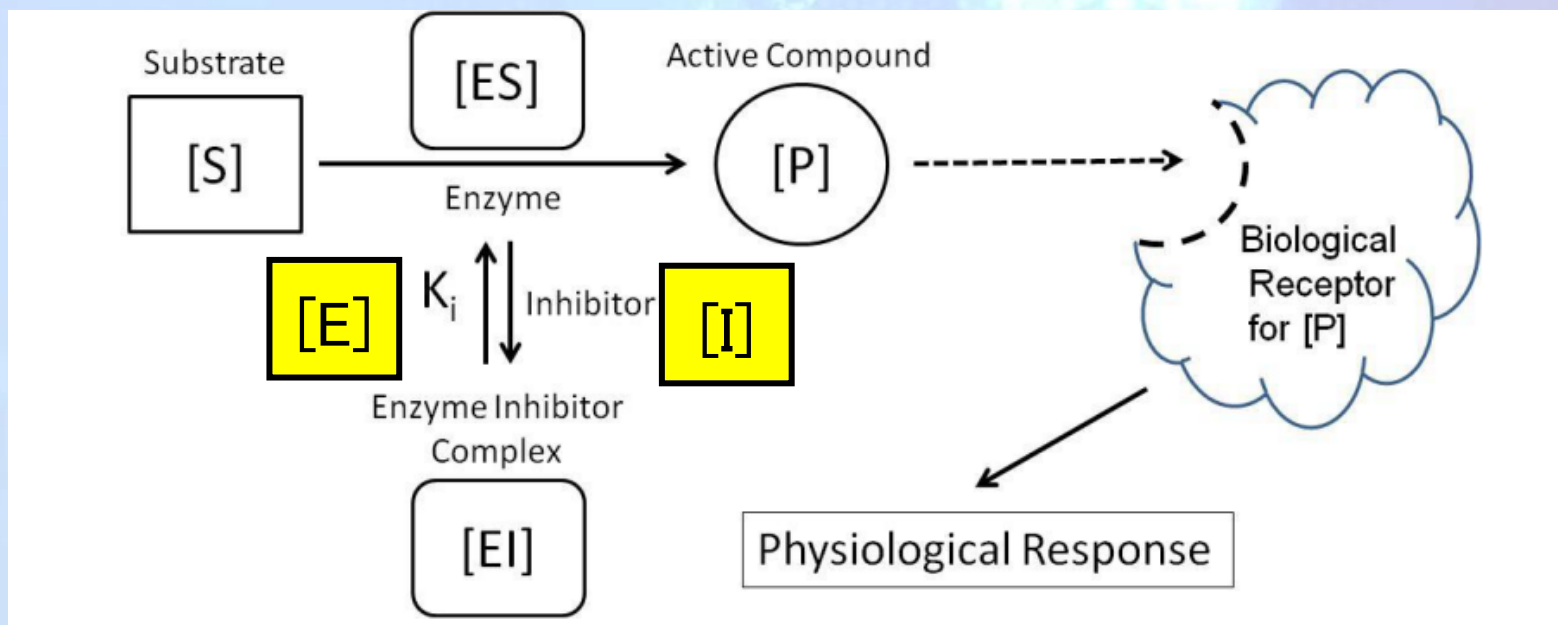 Substrate
[S]
[ES]
Enzyme
Active Compound
[P]
[E]
Kᵢ
Inhibitor
[I]
Enzyme Inhibitor
Complex
[EI]
Biological
Receptor
for [P]
Physiological Response